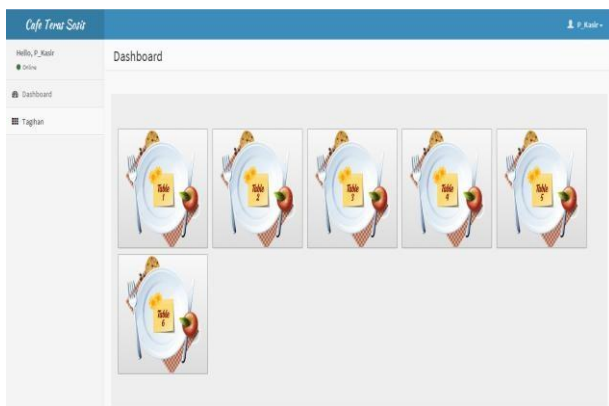 Cafe Teras Sosis
P_Kasir
Hello, P_Kasir
Online
Dashboard
Dashboard
Tagihan
Table
1
Table
2
Table
3
Table
4
Table
5
Table
6